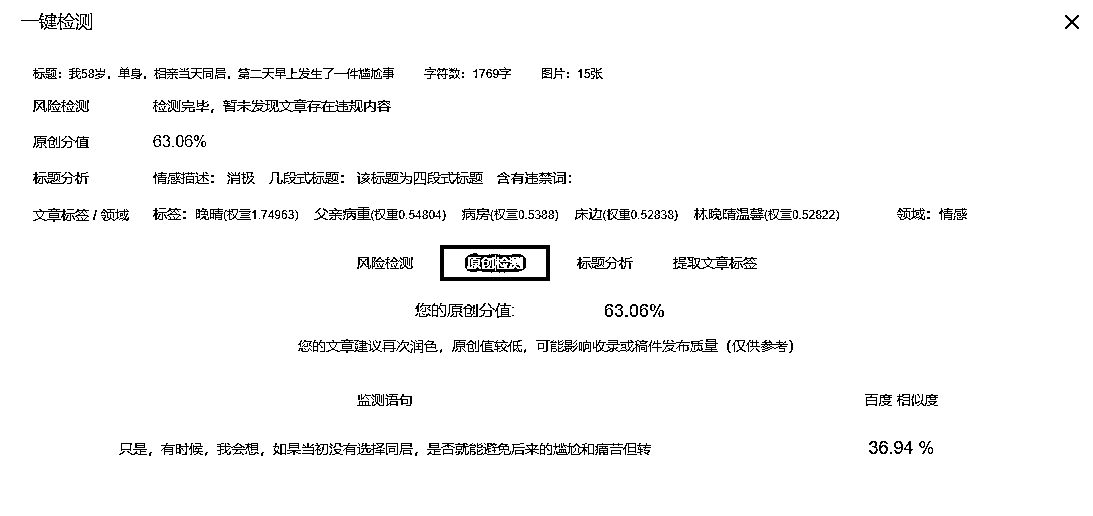 一键检测
标题：我58岁，单身，相亲当天同居，第二天早上发生了一件尴尬事 字符数：1769字 图片：15张
风险检测 检测完毕，暂未发现文章存在违规内容
原创分值 63.06%
标题分析 情感描述： 消极 几段式标题： 该标题为四段式标题 含有违禁词：
文章标签 / 领域 标签：晚晴(权重1.74963) 父亲病重(权重0.54804) 病房(权重0.5388) 床边(权重0.52838) 林晚晴温馨(权重0.52822) 领域：情感
风险检测 原创检测 标题分析 提取文章标签
您的原创分值: 63.06%
您的文章建议再次润色，原创值较低，可能影响收录或稿件发布质量（仅供参考）
监测语句 百度 相似度
只是，有时候，我会想，如果当初没有选择同居，是否就能避免后来的尴尬和痛苦但转 36.94 %